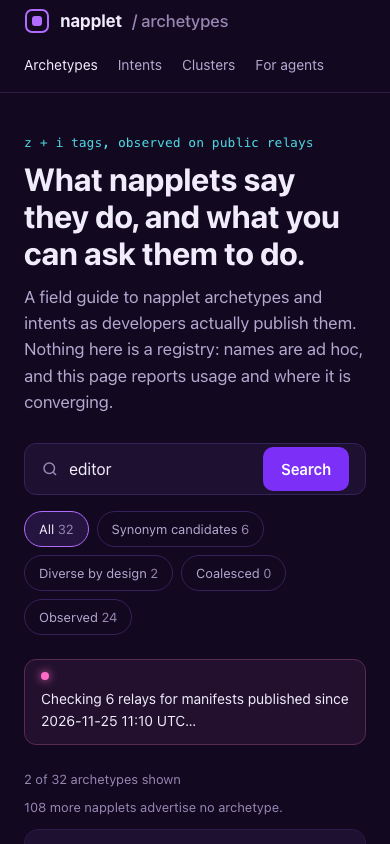 napplet / archetypes
Archetypes Intents Clusters For agents
z + i tags, observed on public relays
What napplets say
they do, and what you
can ask them to do.
A field guide to napplet archetypes and
intents as developers actually publish them.
Nothing here is a registry: names are ad hoc,
and this page reports usage and where it is
converging.
editor Search
All 32 Synonym candidates 6
Diverse by design 2 Coalesced 0
Observed 24
Checking 6 relays for manifests published since
2026-11-25 11:10 UTC…
2 of 32 archetypes shown
108 more napplets advertise no archetype.